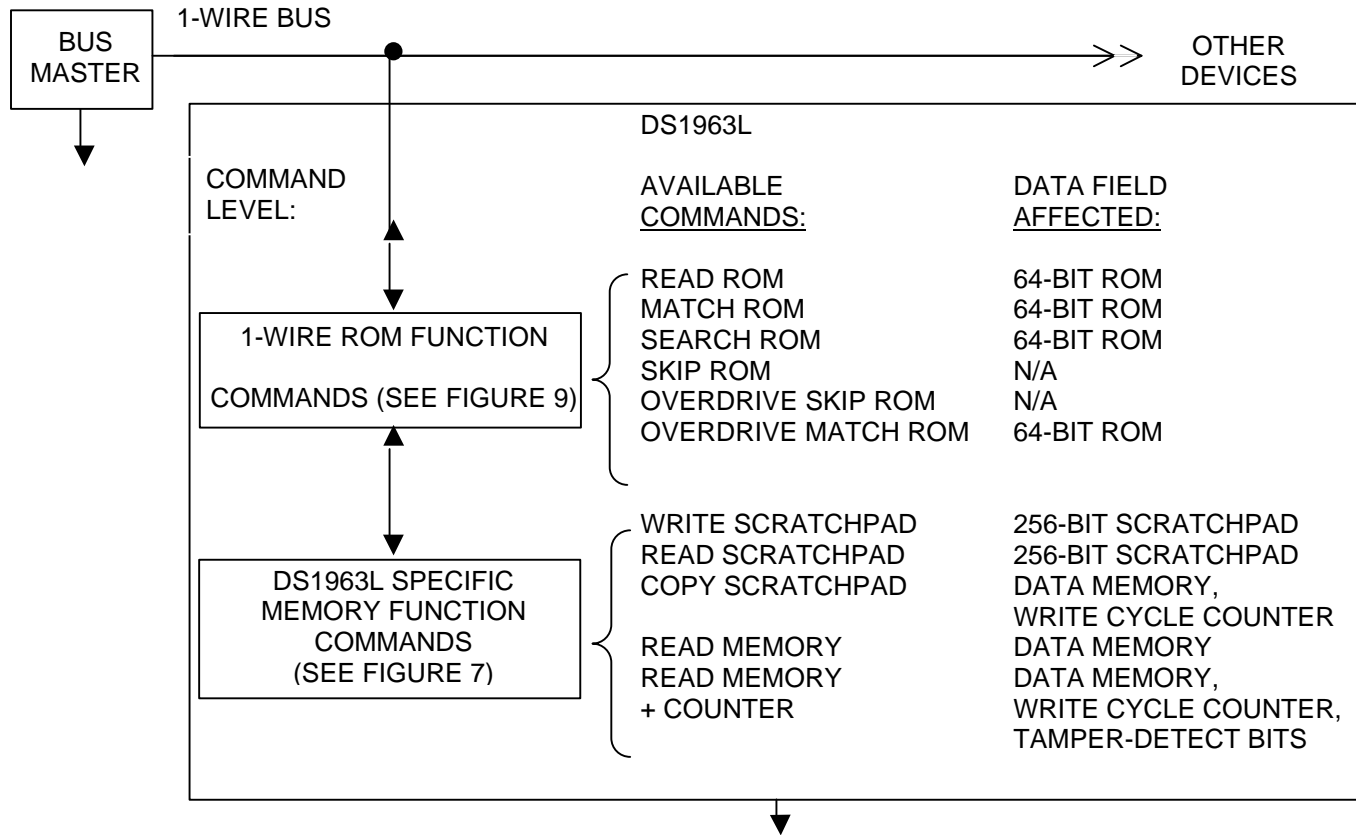 1-WIRE BUS
BUS
MASTER
OTHER
DEVICES
DS1963L
COMMAND
LEVEL:
AVAILABLE
COMMANDS:
DATA FIELD
AFFECTED:
1-WIRE ROM FUNCTION
COMMANDS (SEE FIGURE 9)
READ ROM 64-BIT ROM
MATCH ROM 64-BIT ROM
SEARCH ROM 64-BIT ROM
SKIP ROM N/A
OVERDRIVE SKIP ROM N/A
OVERDRIVE MATCH ROM 64-BIT ROM
DS1963L SPECIFIC
MEMORY FUNCTION
COMMANDS
(SEE FIGURE 7)
WRITE SCRATCHPAD 256-BIT SCRATCHPAD
READ SCRATCHPAD 256-BIT SCRATCHPAD
COPY SCRATCHPAD DATA MEMORY,
WRITE CYCLE COUNTER
READ MEMORY DATA MEMORY
READ MEMORY DATA MEMORY,
+ COUNTER WRITE CYCLE COUNTER,
TAMPER-DETECT BITS